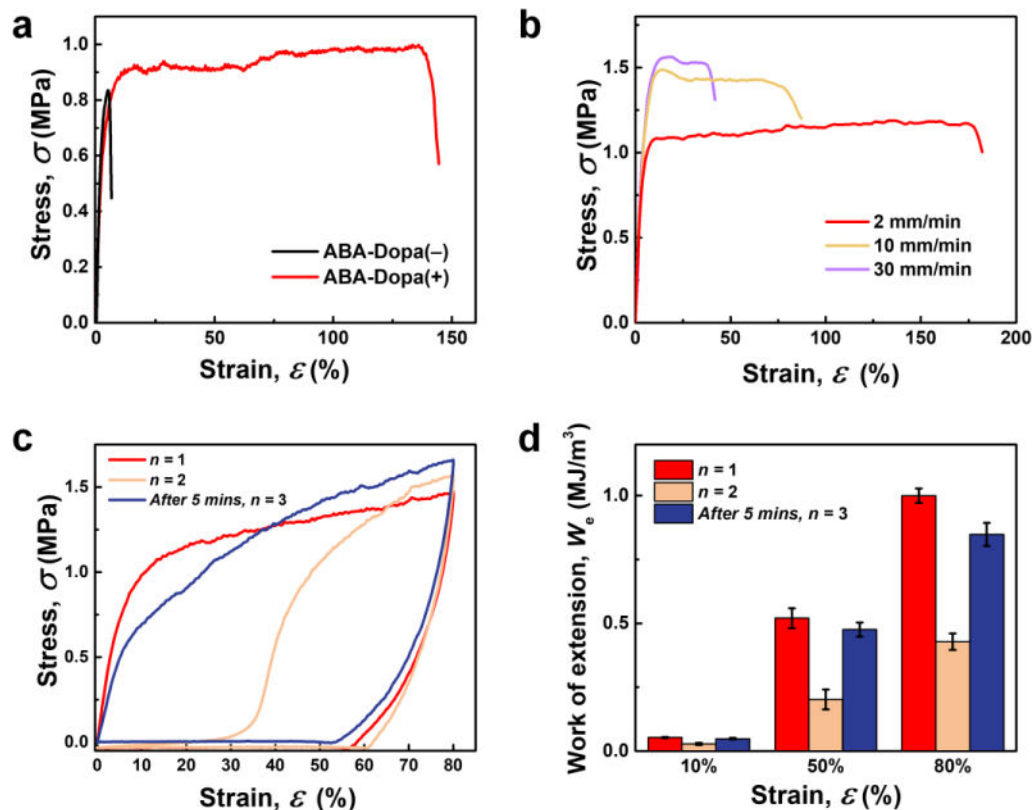 a
Stress, σ (MPa)
1.0
0.8
0.6
0.4
0.2
0.0
0
50
100
150
ABA-Dopa(–)
ABA-Dopa(+)
Strain, ε (%)
b
Stress, σ (MPa)
1.5
1.0
0.5
0.0
0
50
100
150
200
2 mm/min
10 mm/min
30 mm/min
Strain, ε (%)
c
Stress, σ (MPa)
1.5
1.0
0.5
0.0
0
10
20
30
40
50
60
70
80
n = 1
n = 2
After 5 mins, n = 3
Strain, ε (%)
d
Work of extension, We (MJ/m³)
1.0
0.5
0.0
10%
50%
80%
n = 1
n = 2
After 5 mins, n = 3
Strain, ε (%)